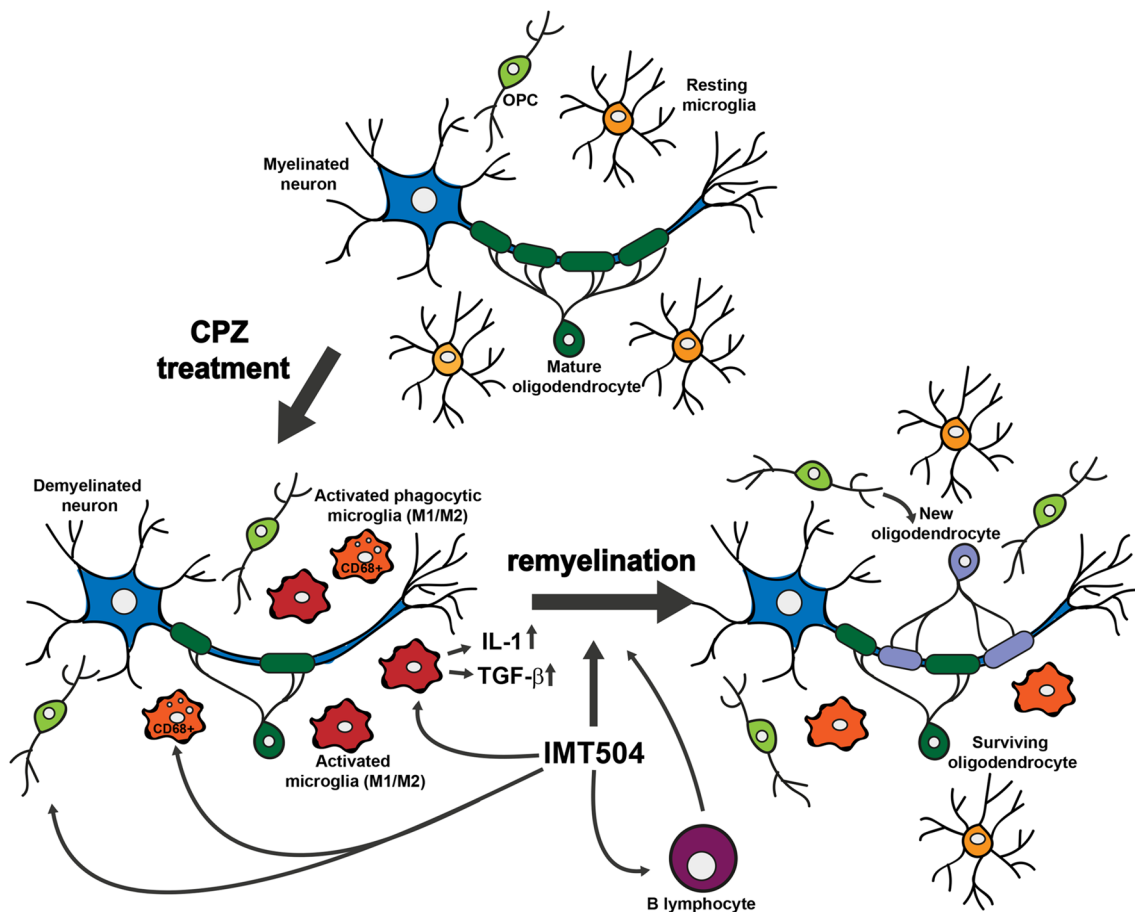 OPC
Resting
microglia
Myelinated
neuron
CPZ
treatment
Mature
oligodendrocyte
Demyelinated
neuron
Activated phagocytic
microglia (M1/M2)
CD68+
remyelination
New
oligodendrocyte
IL-1
TGF-β
CD68+
Activated
microglia (M1/M2)
IMT504
Surviving
oligodendrocyte
B lymphocyte